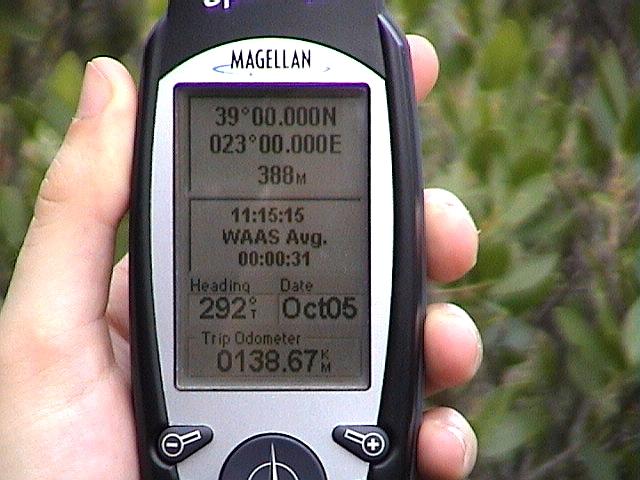 MAGELLAN
39°00.000N
023°00.000E
388M
11:15:15
WAAS Avg.
00:00:31
Heading Date
292°T Oct05
Trip Odometer
0138.67KM